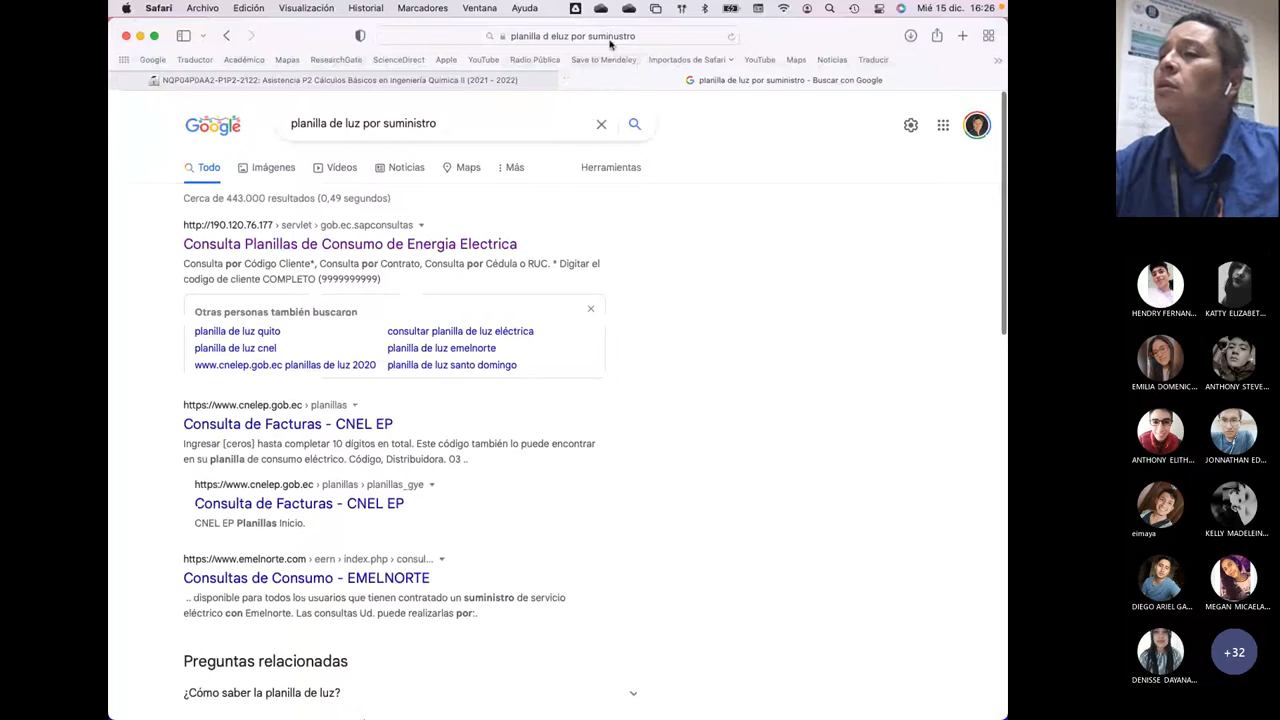 Safari Archivo Edición Visualización Historial Marcadores Ventana Ayuda Mié 15 dic. 16:26
planilla d eluz por suminustro
Google Traductor Académico Mapas ResearchGate ScienceDirect Apple YouTube Radio Pública Save to Mendeley Importados de Safari YouTube Maps Noticias Traducir
NQP04P0AA2-P1P2-2122: Asistencia P2 Cálculos Básicos en Ingeniería Química II (2021 - 2022)
planilla de luz por suministro - Buscar con Google
Google
planilla de luz por suministro
Todo Imágenes Vídeos Noticias Maps Más Herramientas
Cerca de 443.000 resultados (0,49 segundos)
http://190.120.76.177 › servlet › gob.ec.sapconsultas
Consulta Planillas de Consumo de Energia Electrica
Consulta por Código Cliente*, Consulta por Contrato, Consulta por Cédula o RUC. * Digitar el
codigo de cliente COMPLETO (9999999999)
Otras personas también buscaron
planilla de luz quito consultar planilla de luz eléctrica
planilla de luz cnel planilla de luz emelnorte
www.cnelep.gob.ec planillas de luz 2020 planilla de luz santo domingo
https://www.cnelep.gob.ec › planillas
Consulta de Facturas - CNEL EP
Ingresar [ceros] hasta completar 10 dígitos en total. Este código también lo puede encontrar
en su planilla de consumo eléctrico. Código, Distribuidora. 03 ..
https://www.cnelep.gob.ec › planillas › planillas_gye
Consulta de Facturas - CNEL EP
CNEL EP Planillas Inicio.
https://www.emelnorte.com › eern › index.php › consul...
Consultas de Consumo - EMELNORTE
.. disponible para todos los usuarios que tienen contratado un suministro de servicio
eléctrico con Emelnorte. Las consultas Ud. puede realizarlas por:.
Preguntas relacionadas
¿Cómo saber la planilla de luz?
HENDRY FERNAN... KATTY ELIZABET...
EMILIA DOMENIC... ANTHONY STEVE...
ANTHONY ELITH... JONNATHAN ED...
eimaya KELLY MADELEIN...
DIEGO ARIEL GA... MEGAN MICAELA...
DENISSE DAYANA...
+32